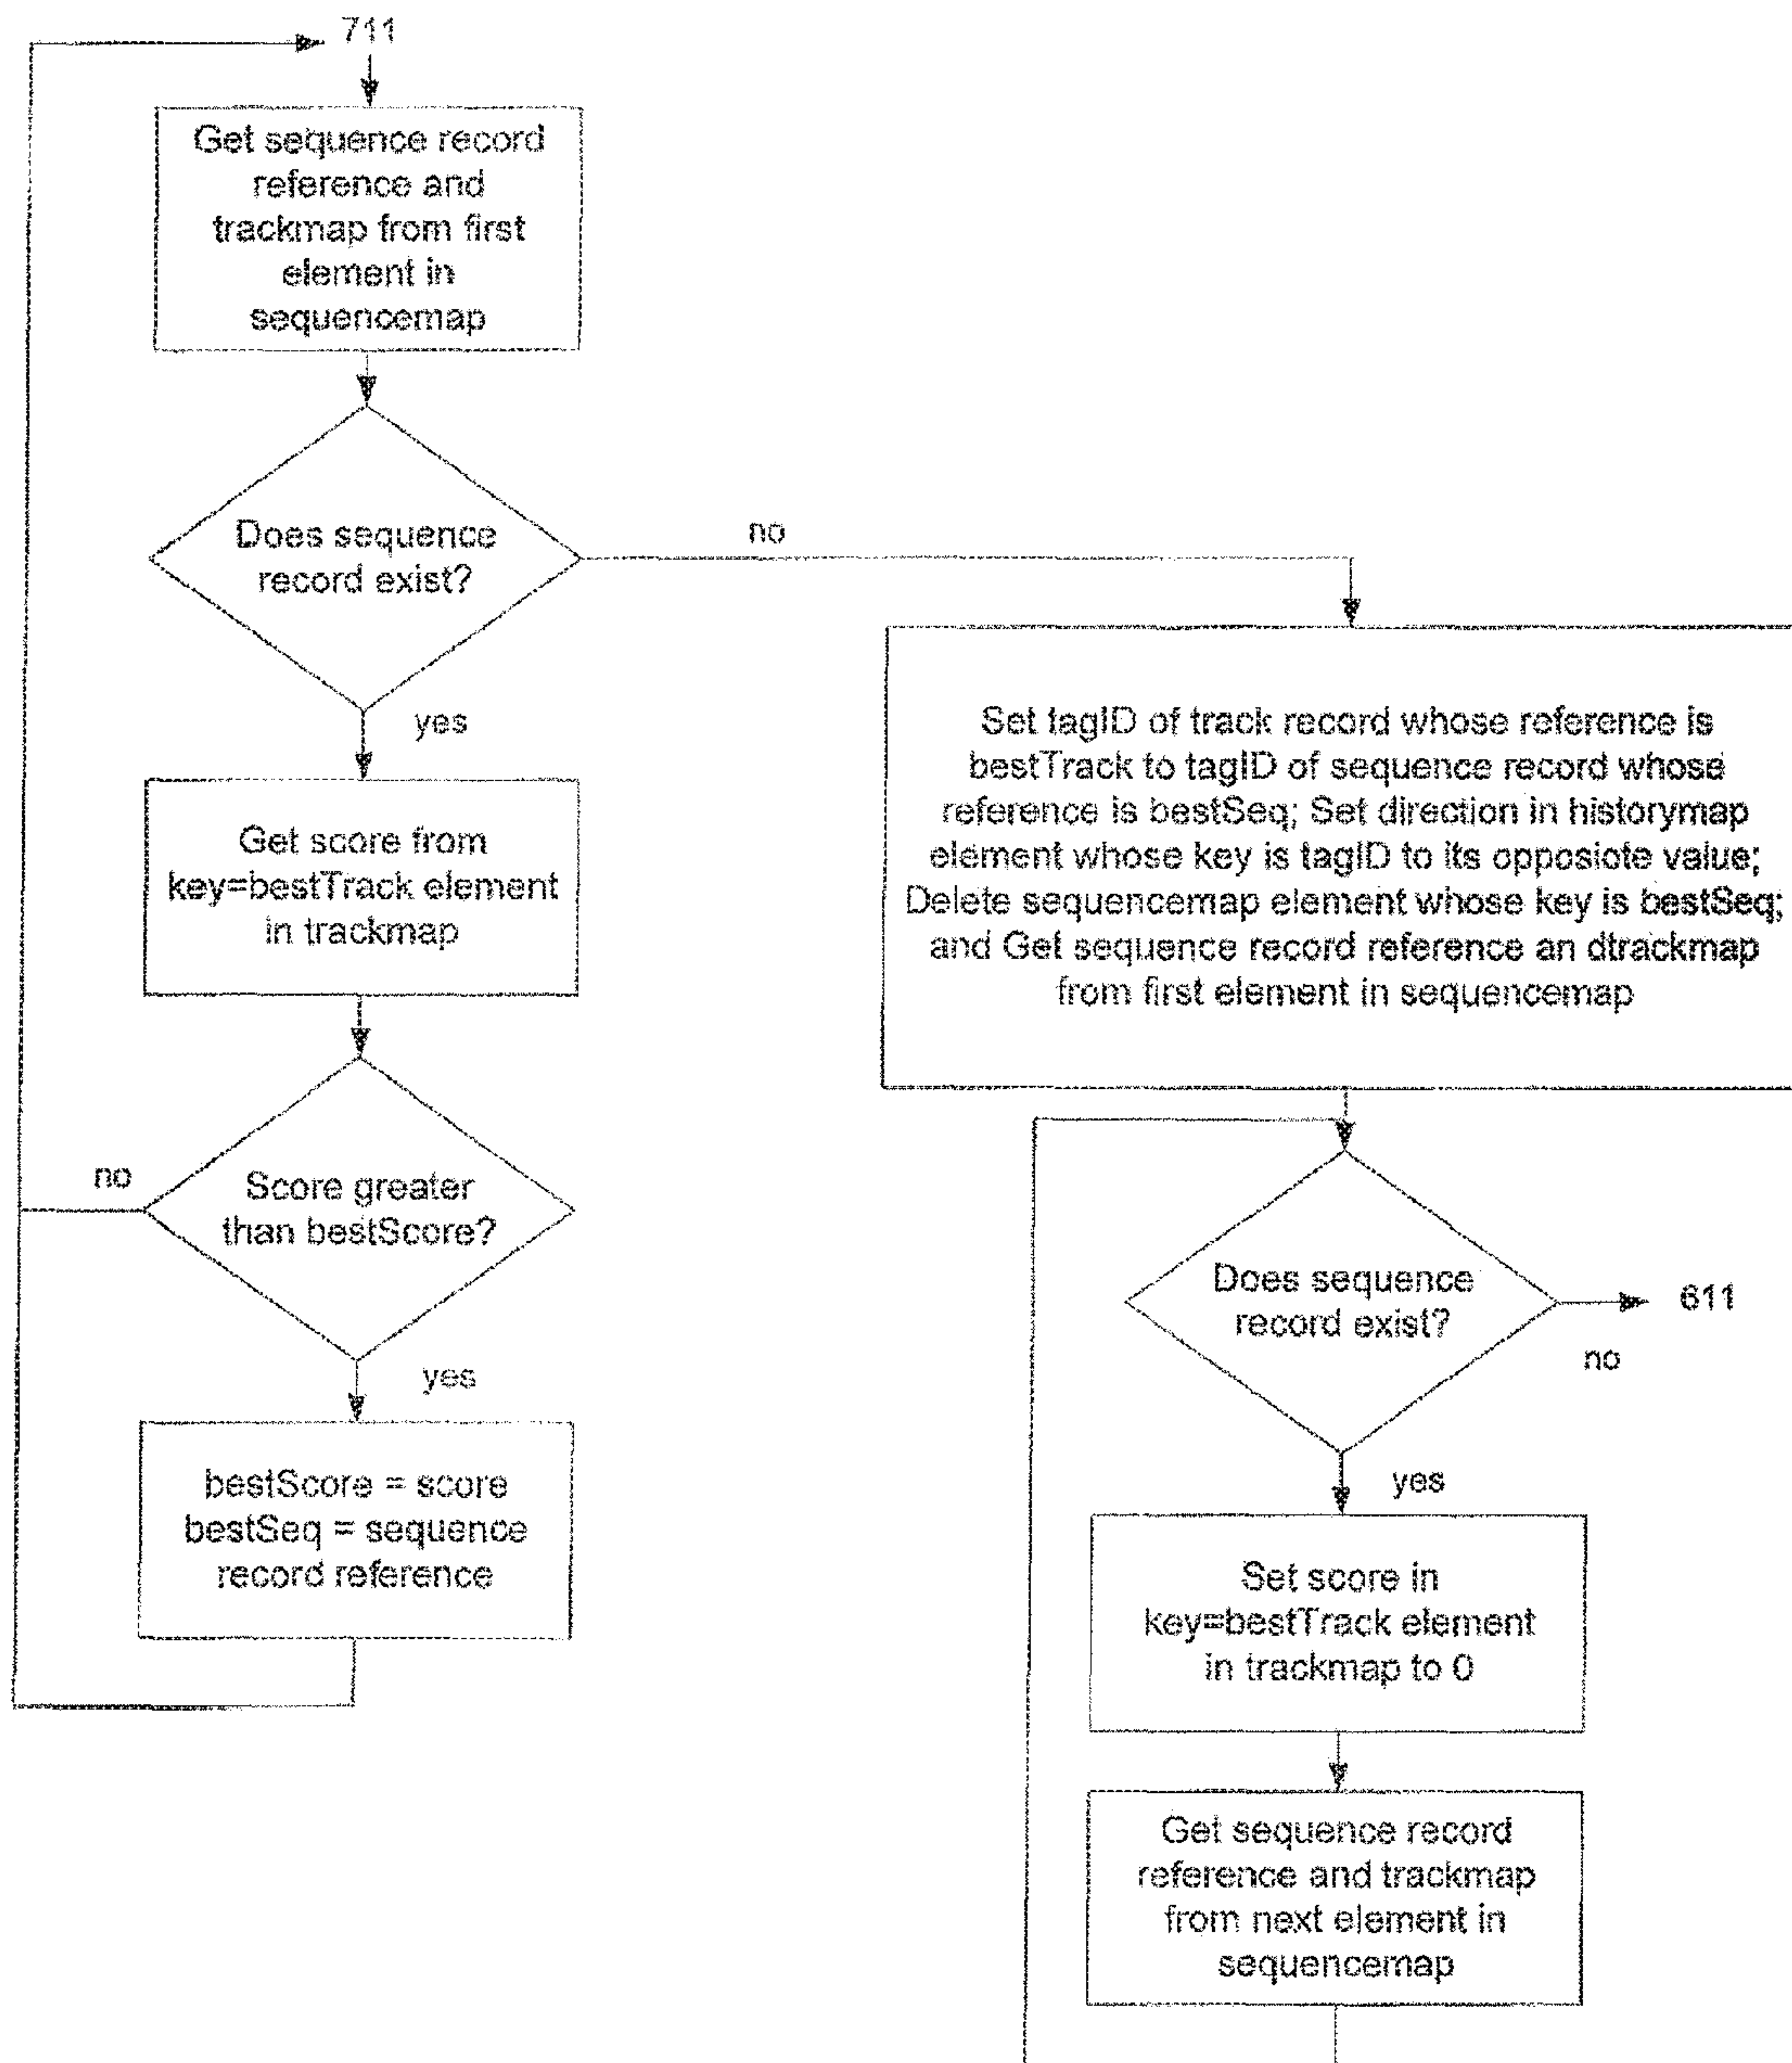 711
Get sequence record
reference and
trackmap from first
element in
sequencemap
Does sequence
record exist?
no
yes
Set tagID of track record whose reference is
bestTrack to tagID of sequence record whose
reference is bestSeq; Set direction in historymap
element whose key is tagID to its opposiote value;
Delete sequencemap element whose key is bestSeq;
and Get sequence record reference an dtrackmap
from first element in sequencemap
Get score from
key=bestTrack element
in trackmap
no
Score greater
than bestScore?
yes
Does sequence
record exist?
611
no
yes
bestScore = score
bestSeq = sequence
record reference
Set score in
key=bestTrack element
in trackmap to 0
Get sequence record
reference and trackmap
from next element in
sequencemap